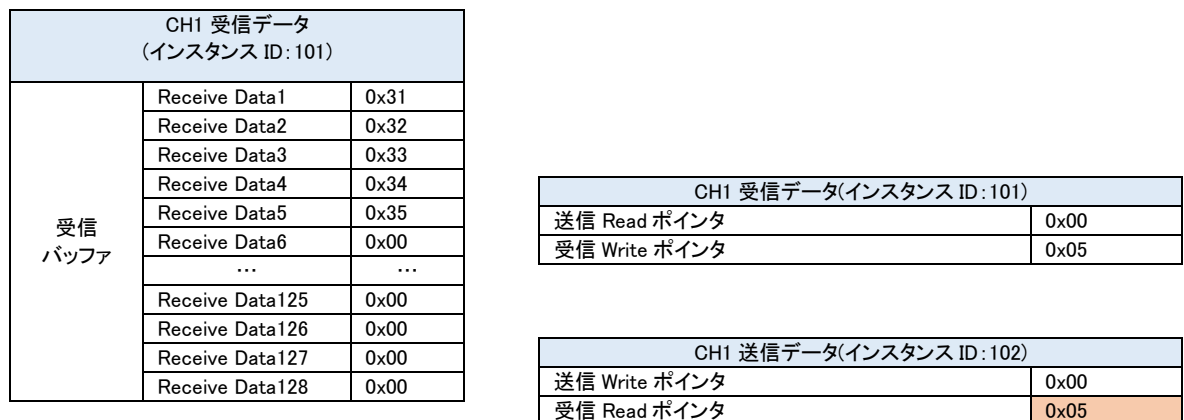 CH1 受信データ
(インスタンス ID:101)
受信
バッファ
Receive Data1 0x31
Receive Data2 0x32
Receive Data3 0x33
Receive Data4 0x34
Receive Data5 0x35
Receive Data6 0x00
… …
Receive Data125 0x00
Receive Data126 0x00
Receive Data127 0x00
Receive Data128 0x00
CH1 受信データ(インスタンス ID:101)
送信 Read ポインタ 0x00
受信 Write ポインタ 0x05
CH1 送信データ(インスタンス ID:102)
送信 Write ポインタ 0x00
受信 Read ポインタ 0x05